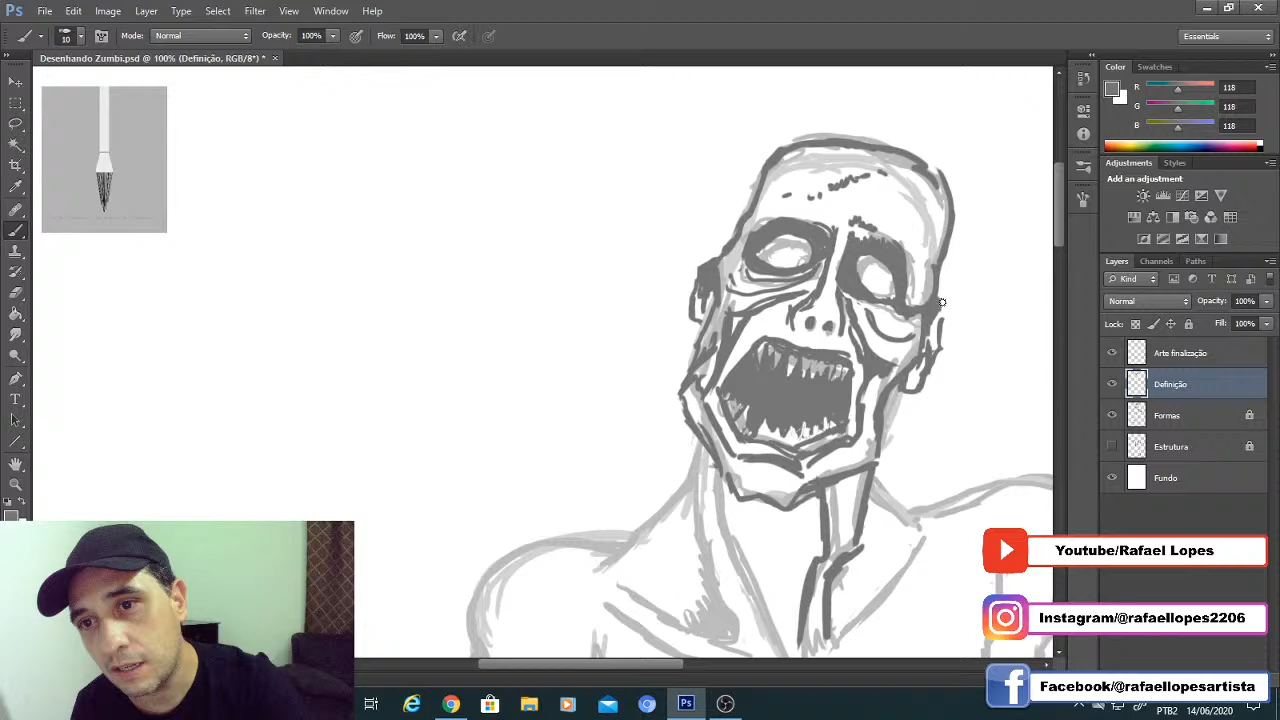 Ps File Edit Image Layer Type Select Filter View Window Help
10 Mode: Normal Opacity: 100% Flow: 100% Essentials
Desenhando Zumbi.psd @ 100% (Definição, RGB/8*) * ×
Color Swatches
R 118
G 118
B 118
Adjustments Styles
Add an adjustment
Layers Channels Paths
Kind
Normal Opacity: 100%
Lock: Fill: 100%
Arte finalização
Definição
Formas
Estrutura
Fundo
Youtube/Rafael Lopes
Instagram/@rafaellopes2206
Facebook/@rafaellopesartista
Ps
PTB2 14/06/2020